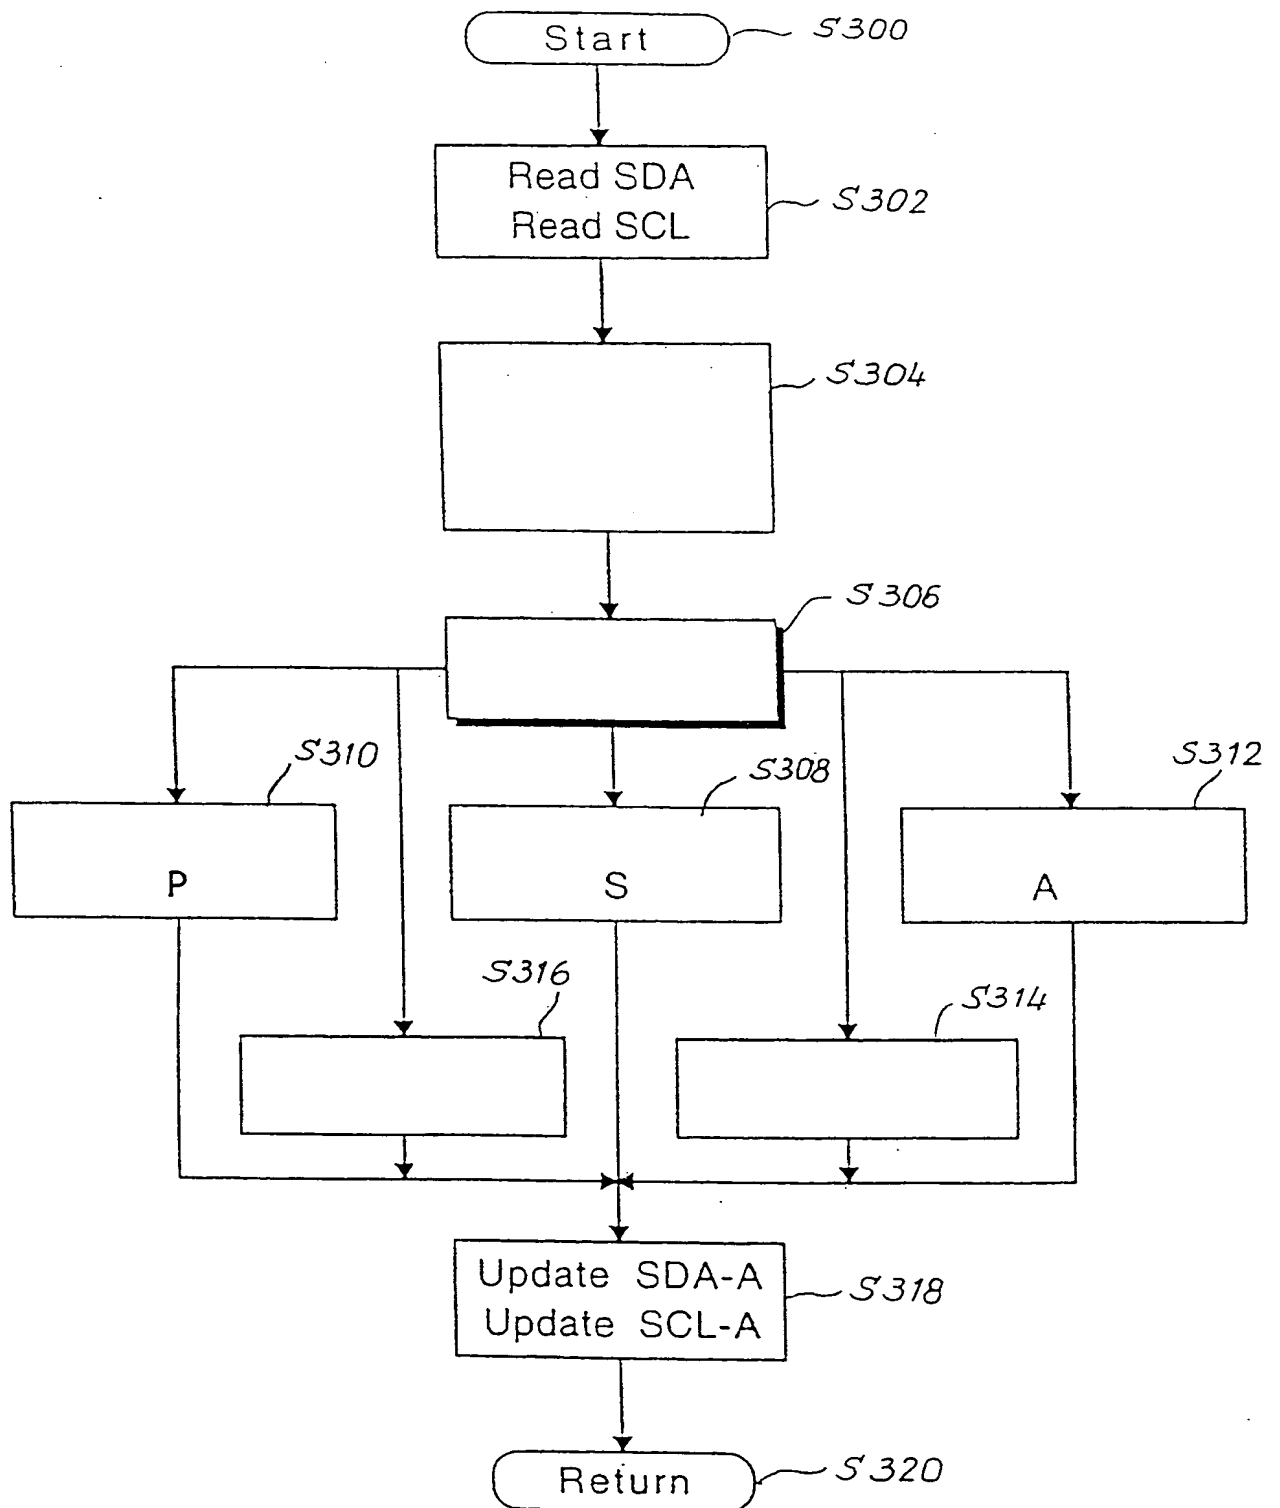 Start
S300
Read SDA
Read SCL
S302
S304
S306
S310
S308
S312
P
S
A
S316
S314
Update SDA-A
Update SCL-A
S318
Return
S320